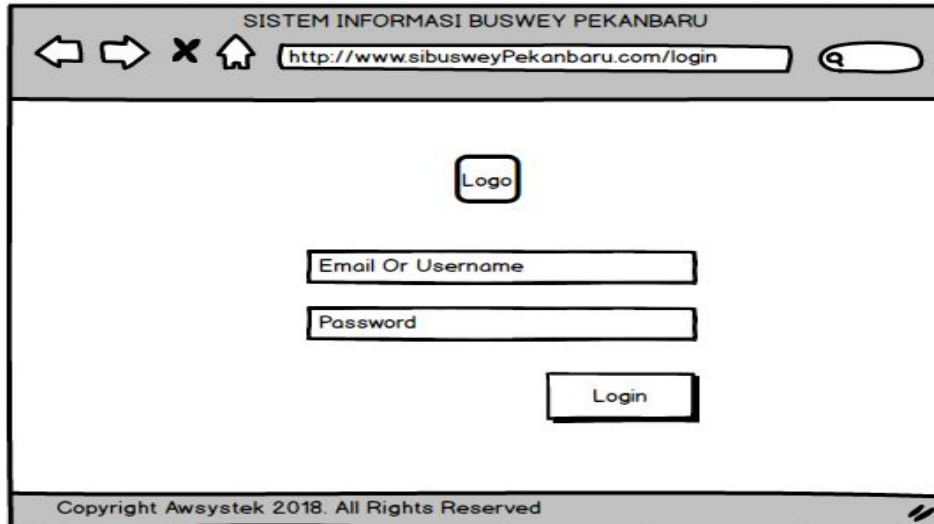 SISTEM INFORMASI BUSWEY PEKANBARU
http://www.sibusweyPekanbaru.com/login
Logo
Email Or Username
Password
Login
Copyright Awsystek 2018. All Rights Reserved